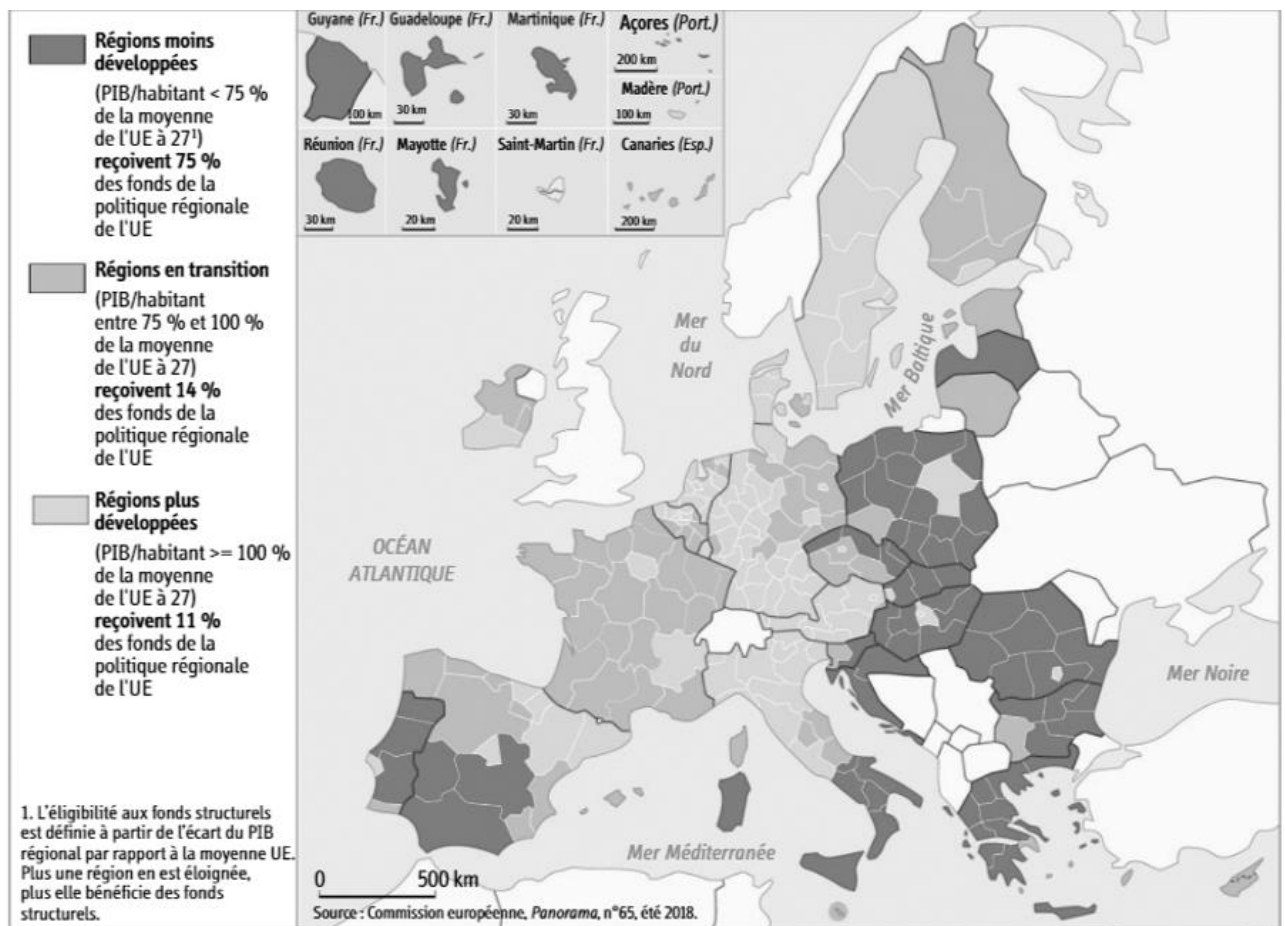 Régions moins
développées
(PIB/habitant < 75 %
de la moyenne
de l'UE à 27¹)
reçoivent 75 %
des fonds de la
politique régionale
de l'UE
Régions en transition
(PIB/habitant
entre 75 % et 100 %
de la moyenne
de l'UE à 27)
reçoivent 14 %
des fonds de la
politique régionale
de l'UE
Régions plus
développées
(PIB/habitant >= 100 %
de la moyenne
de l'UE à 27)
reçoivent 11 %
des fonds de la
politique régionale
de l'UE
1. L'éligibilité aux fonds structurels
est définie à partir de l'écart du PIB
régional par rapport à la moyenne UE.
Plus une région en est éloignée,
plus elle bénéficie des fonds
structurels.
Guyane (Fr.)
100 km
Guadeloupe (Fr.)
30 km
Martinique (Fr.)
30 km
Açores (Port.)
200 km
Madère (Port.)
100 km
Réunion (Fr.)
30 km
Mayotte (Fr.)
20 km
Saint-Martin (Fr.)
20 km
Canaries (Esp.)
200 km
Mer
du
Nord
Mer Baltique
OCÉAN
ATLANTIQUE
Mer Noire
Mer Méditerranée
0 500 km
Source : Commission européenne, Panorama, n°65, été 2018.